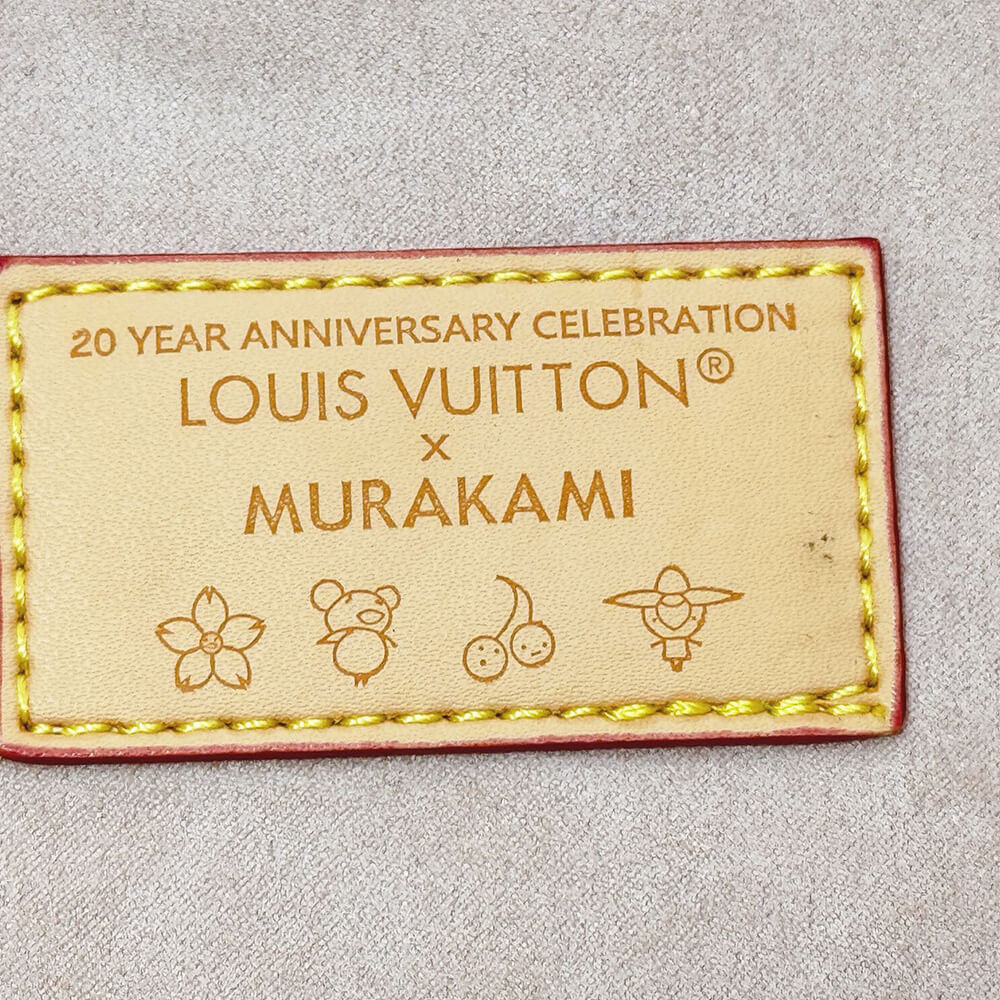 20 YEAR ANNIVERSARY CELEBRATION
LOUIS VUITTON®
x
MURAKAMI